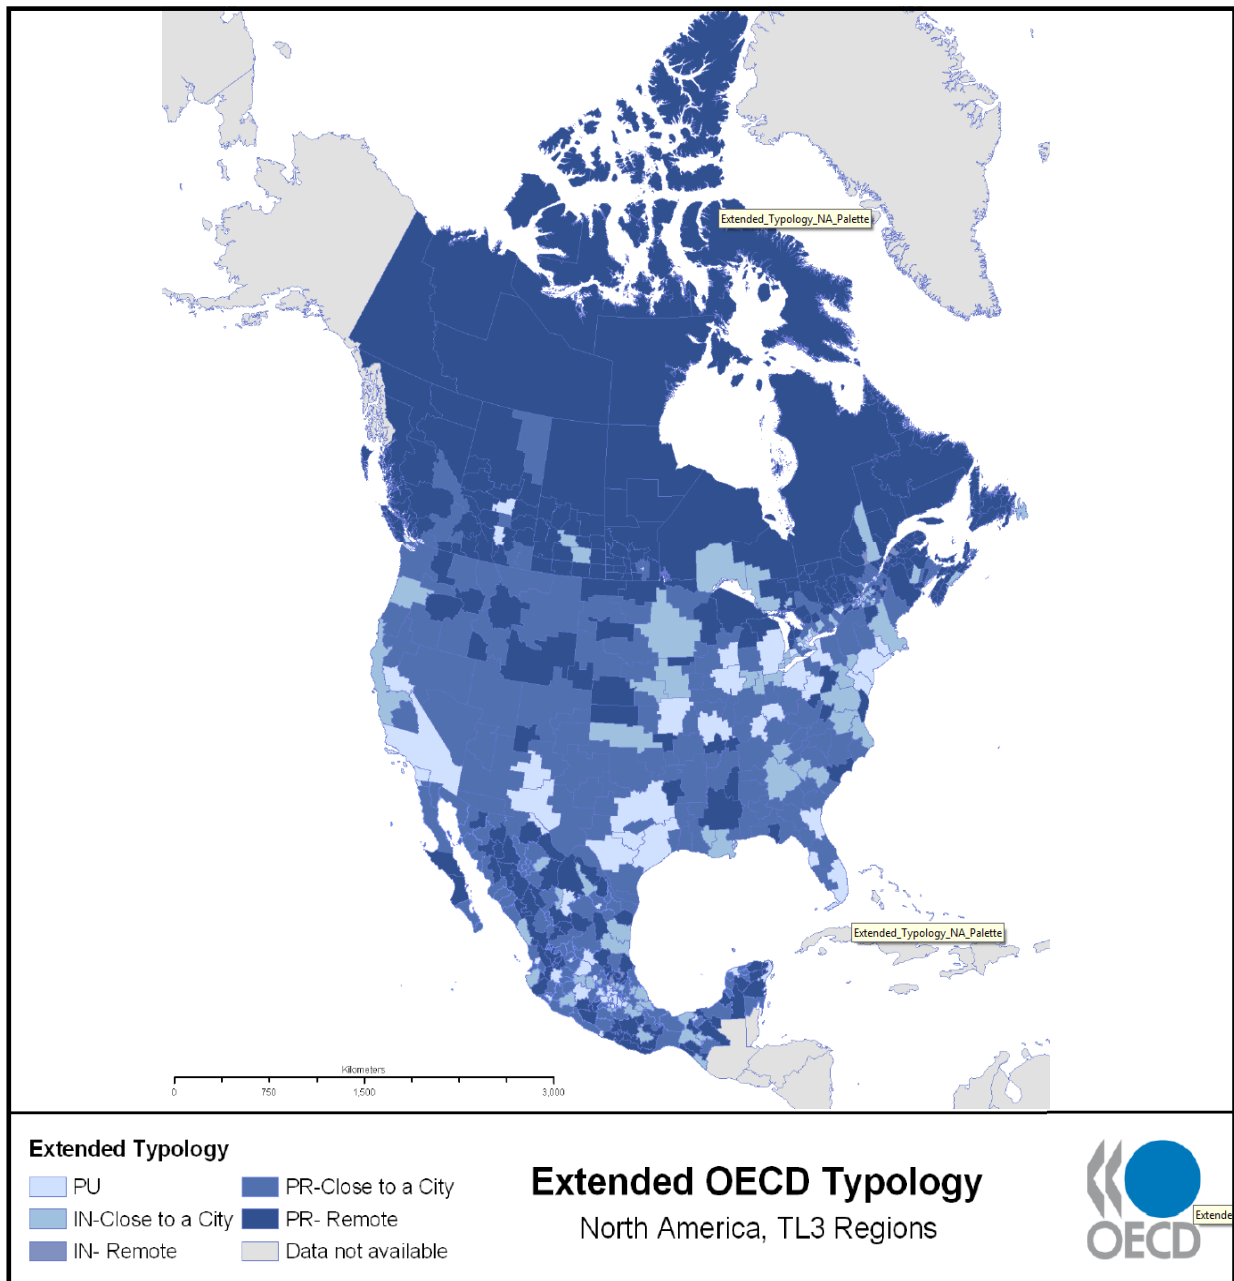 Extended_Typology_NA_Palette
Extended_Typology_NA_Palette
Kilometers
0 750 1,500 3,000
Extended Typology
PU
IN-Close to a City
IN- Remote
PR-Close to a City
PR- Remote
Data not available
Extended OECD Typology
North America, TL3 Regions
Extende
OECD